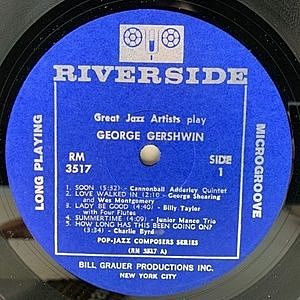 RIVERSIDE
Great Jazz Artists play
GEORGE GERSHWIN
LONG PLAYING
MICROGROOVE
RM
3517
SIDE
1
1. SOON (5:32) - Cannonball Adderley Quintet
2. LOVE WALKED IN (2:10) - George Shearing
and Wes Montgomery
3. LADY BE GOOD (4:40) - Billy Taylor
with Four Flutes
4. SUMMERTIME (4:09) - Junior Mance Trio
5. HOW LONG HAS THIS BEEN GOING ON?
(3:34) - Charlie Byrd
POP-JAZZ COMPOSERS SERIES
(RM 3517 A)
BILL GRAUER PRODUCTIONS INC.
NEW YORK CITY